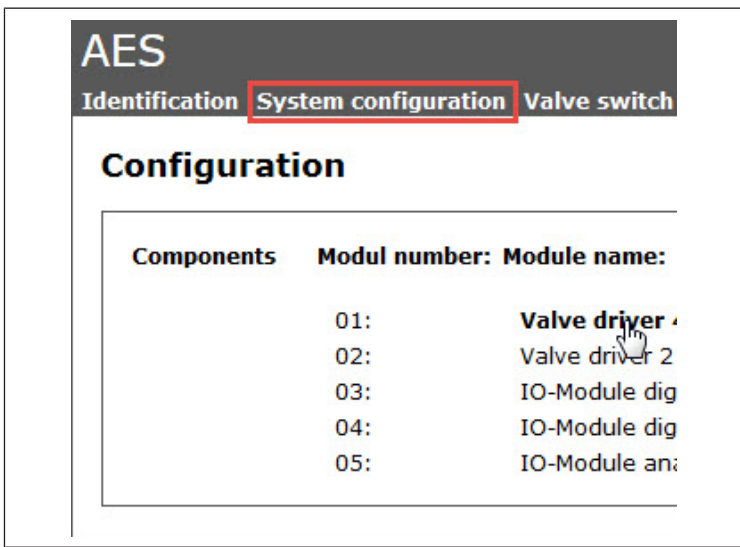 AES
Identification System configuration Valve switch
Configuration
Components Modul number: Module name:
01: Valve driver
02: Valve driver 2
03: IO-Module dig
04: IO-Module dig
05: IO-Module ana